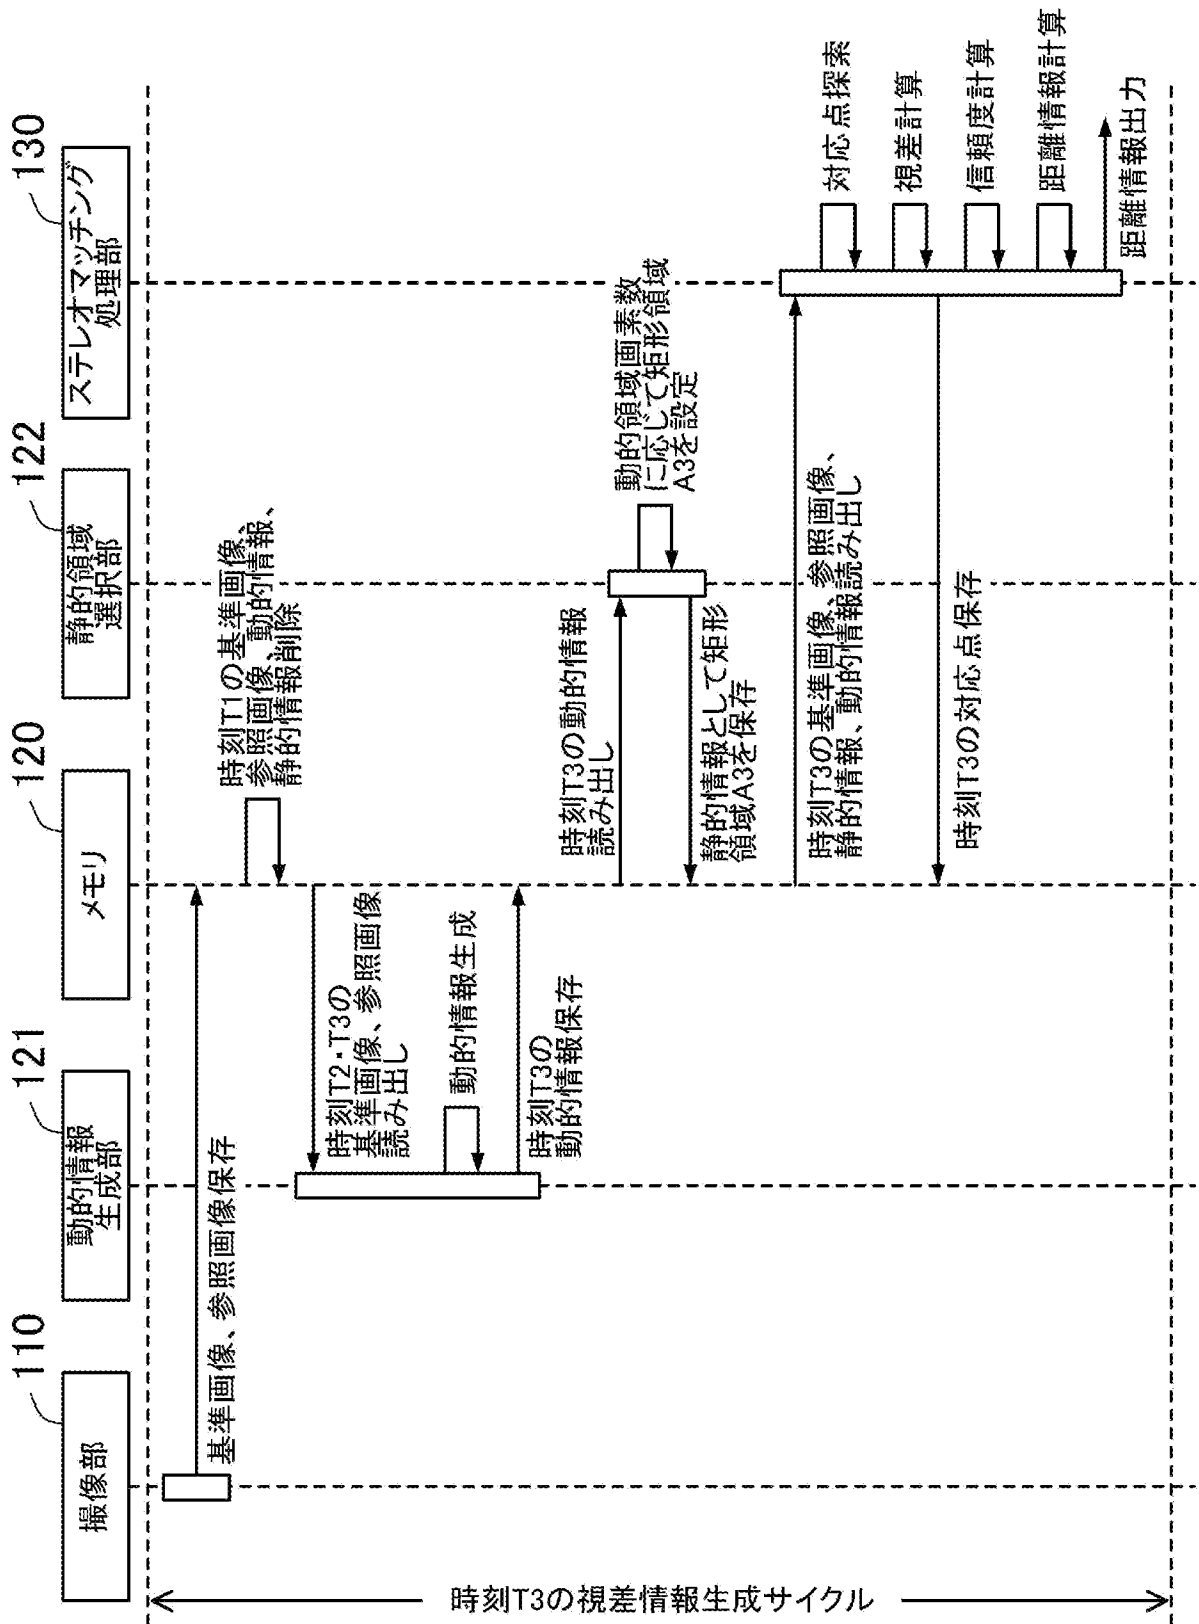 110
撮像部
121
動的情報
生成部
120
メモリ
122
静的領域
選択部
130
ステレオマッチング
処理部
時刻T3の視差情報生成サイクル
基準画像、参照画像保存
時刻T1の基準画像、
参照画像、動的情報、
静的情報削除
時刻T2・T3の
基準画像、参照画像
読み出し
動的情報生成
時刻T3の
動的情報保存
時刻T3の動的情報
読み出し
動的領域画素数
に応じて矩形領域
A3を設定
静的情報として矩形
領域A3を保存
時刻T3の基準画像、参照画像、
静的情報、動的情報読み出し
対応点探索
視差計算
時刻T3の対応点保存
信頼度計算
距離情報計算
距離情報出力